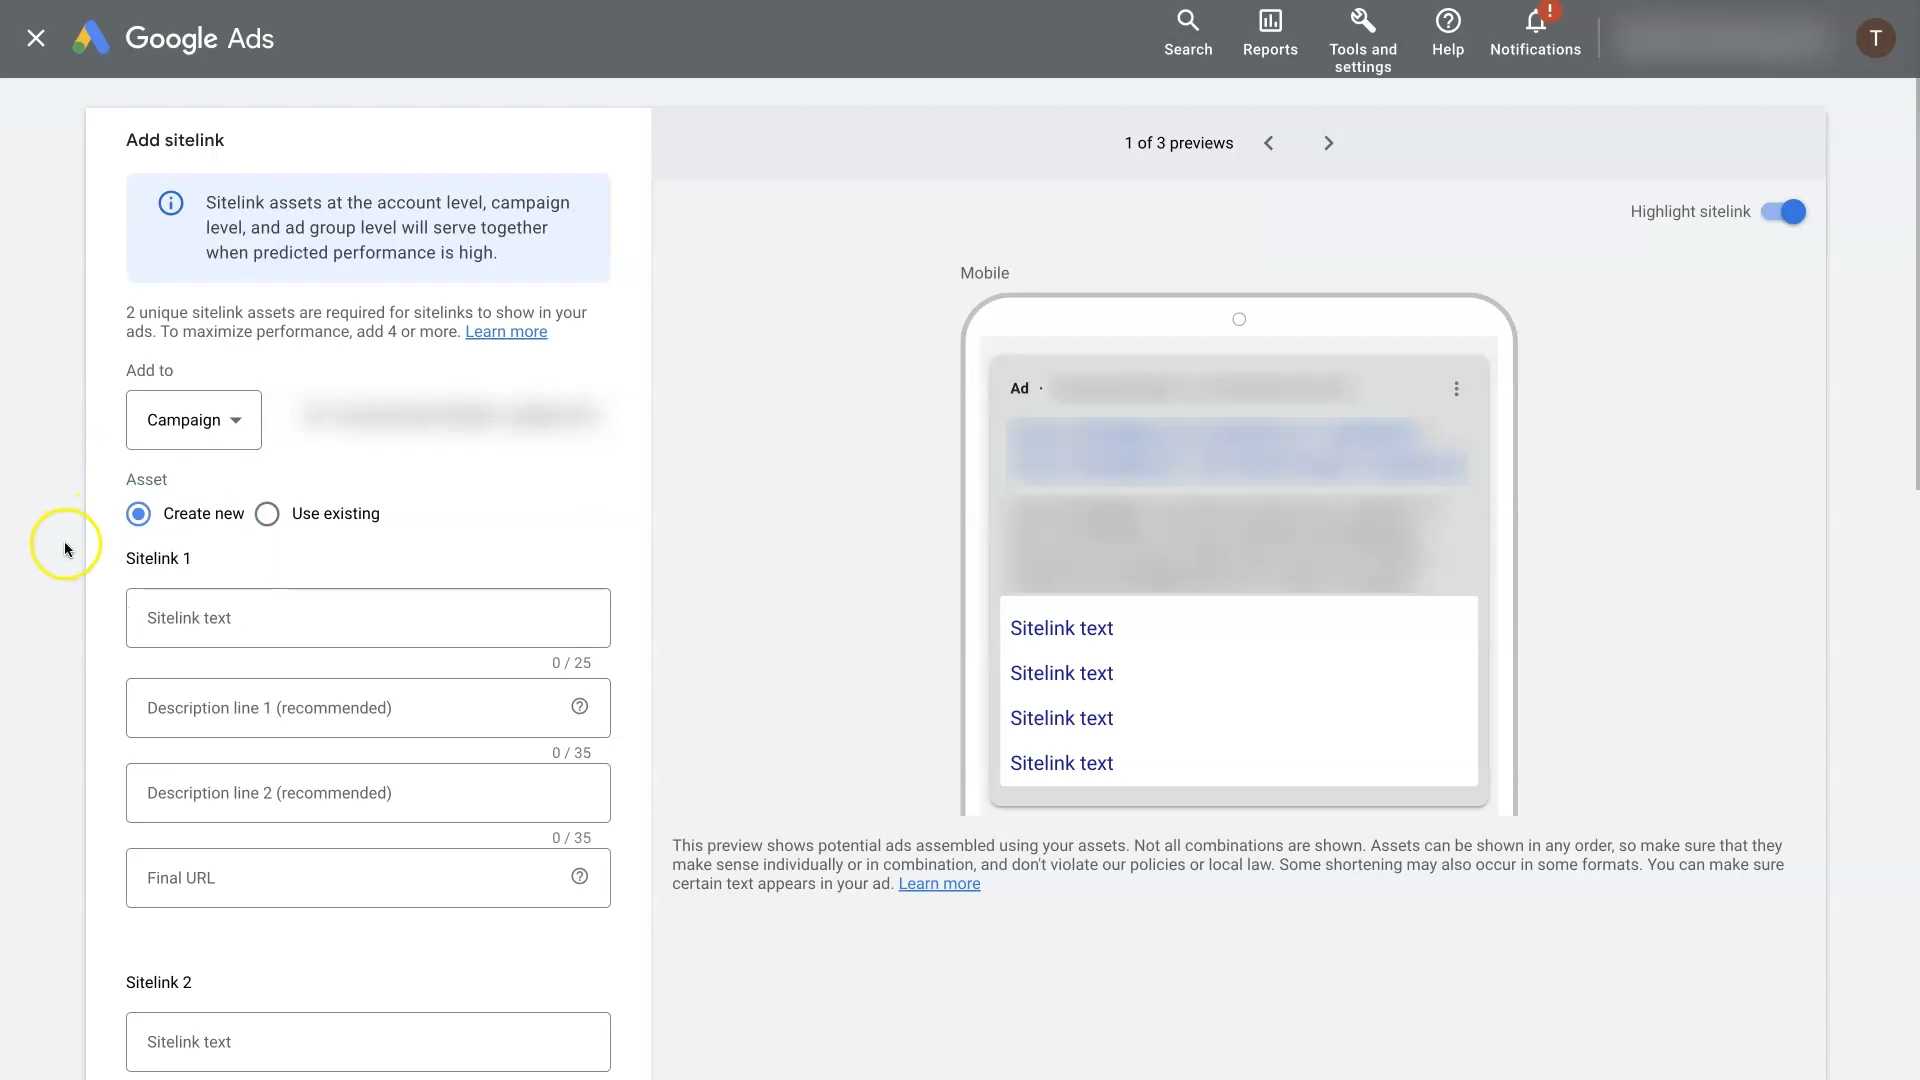 Google Ads
Search
Reports
Tools and
settings
Help
!
Notifications
T
Add sitelink
Sitelink assets at the account level, campaign
level, and ad group level will serve together
when predicted performance is high.
2 unique sitelink assets are required for sitelinks to show in your
ads. To maximize performance, add 4 or more. Learn more
Add to
Campaign
Asset
Create new
Use existing
Sitelink 1
Sitelink text
0 / 25
Description line 1 (recommended)
0 / 35
Description line 2 (recommended)
0 / 35
Final URL
Sitelink 2
Sitelink text
1 of 3 previews
Highlight sitelink
Mobile
Ad ·
Sitelink text
Sitelink text
Sitelink text
Sitelink text
This preview shows potential ads assembled using your assets. Not all combinations are shown. Assets can be shown in any order, so make sure that they
make sense individually or in combination, and don't violate our policies or local law. Some shortening may also occur in some formats. You can make sure
certain text appears in your ad. Learn more